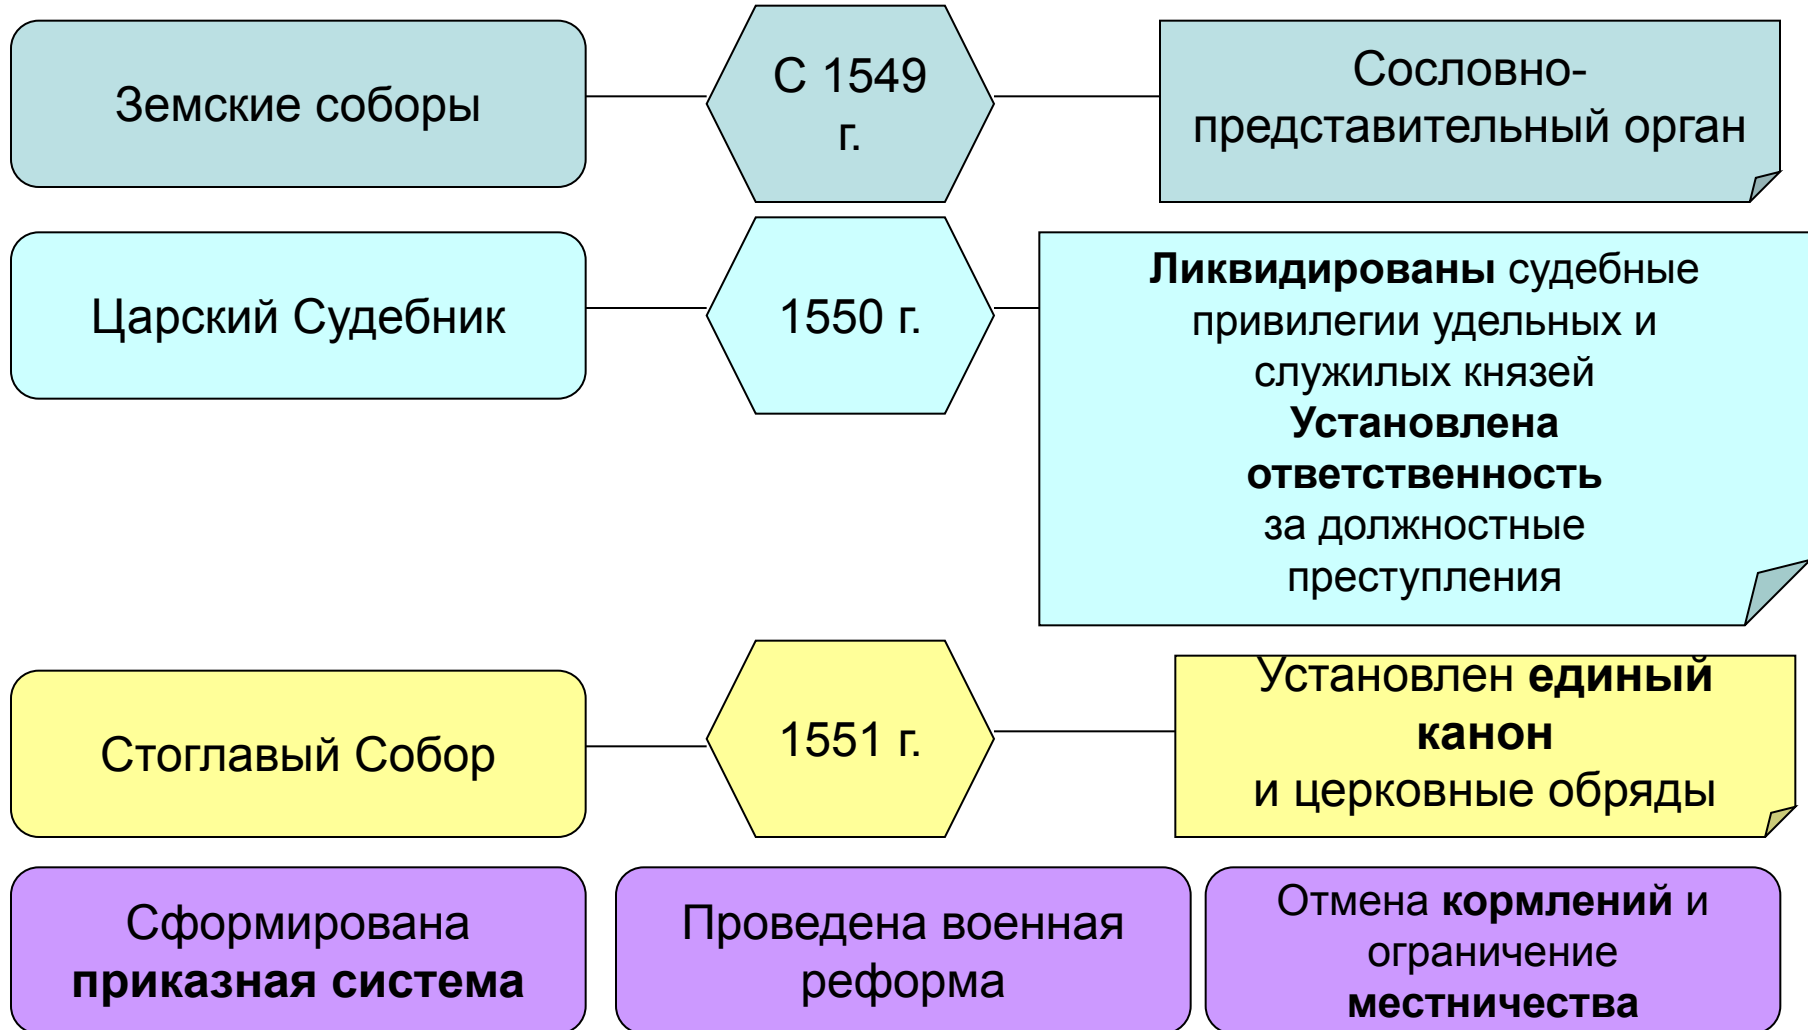 Земские соборы
С 1549
г.
Сословно-
представительный орган
Царский Судебник
1550 г.
Ликвидированы судебные
привилегии удельных и
служилых князей
Установлена
ответственность
за должностные
преступления
Стоглавый Собор
1551 г.
Установлен единый
канон
и церковные обряды
Сформирована
приказная система
Проведена военная
реформа
Отмена кормлений и
ограничение
местничества